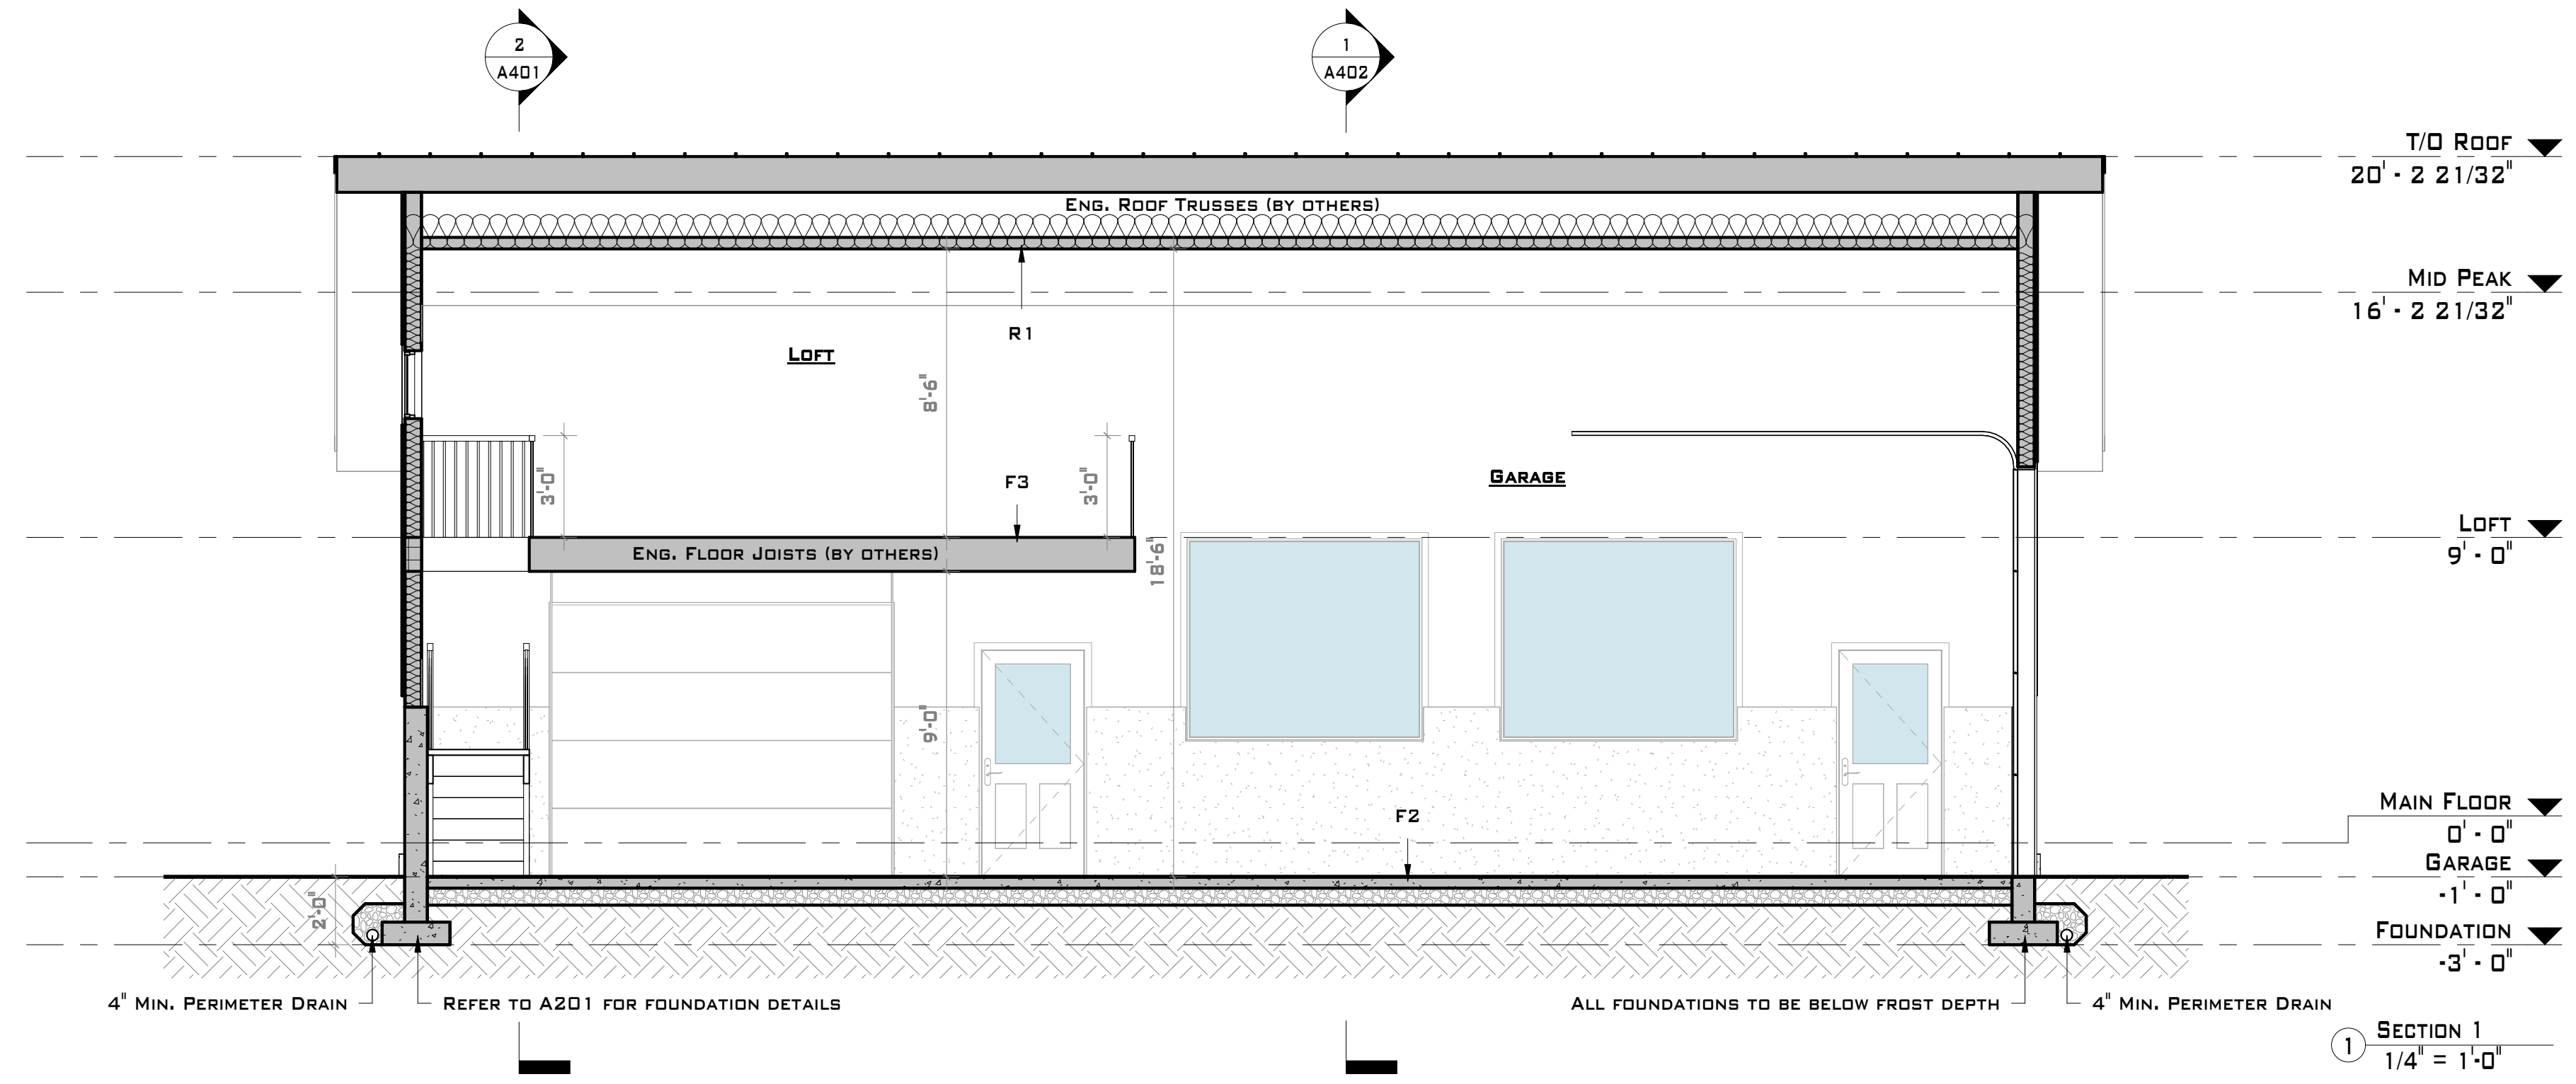 2
A401
1
A402
T/O Roof
20' - 2 21/32"
Eng. Roof Trusses (by others)
Mid Peak
16' - 2 21/32"
R1
Loft
8'-6"
3'-0"
3'-0"
F3
Garage
Loft
9' - 0"
Eng. Floor Joists (by others)
18'-6"
9'-0"
F2
Main Floor
0' - 0"
Garage
-1' - 0"
2'-0"
Foundation
-3' - 0"
4" Min. Perimeter Drain
Refer to A201 for foundation details
All foundations to be below frost depth
4" Min. Perimeter Drain
1
Section 1
1/4" = 1'-0"